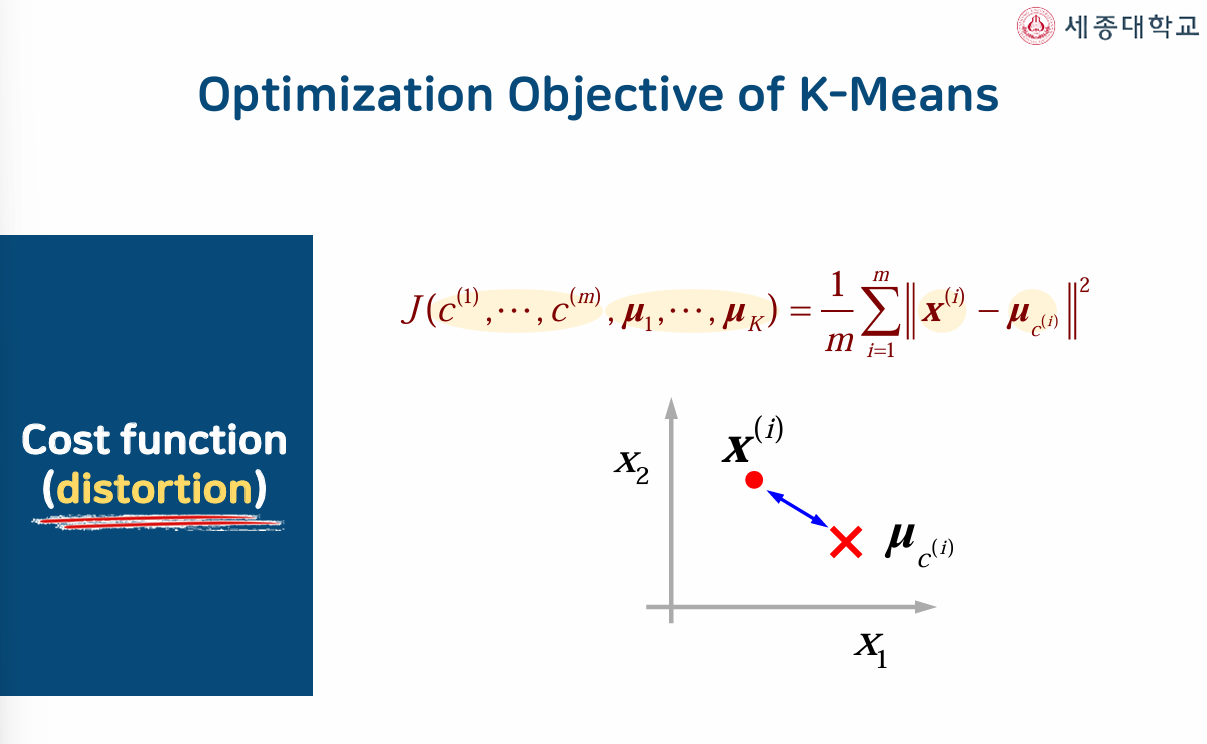 세종대학교
Optimization Objective of K-Means
J(c^(1),⋯,c^(m),μ_1,⋯,μ_K) = 1/m ∑_{i=1}^{m} ‖x^(i) − μ_{c^(i)}‖^2
Cost function
(distortion)
x^(i)
x_2
μ_{c^(i)}
x_1